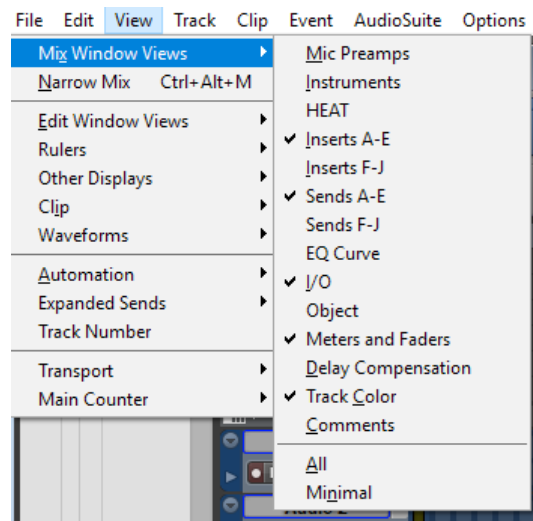 File Edit View Track Clip Event AudioSuite Options
Mix Window Views
Narrow Mix Ctrl+Alt+M
Edit Window Views
Rulers
Other Displays
Clip
Waveforms
Automation
Expanded Sends
Track Number
Transport
Main Counter
Mic Preamps
Instruments
HEAT
Inserts A-E
Inserts F-J
Sends A-E
Sends F-J
EQ Curve
I/O
Object
Meters and Faders
Delay Compensation
Track Color
Comments
All
Minimal